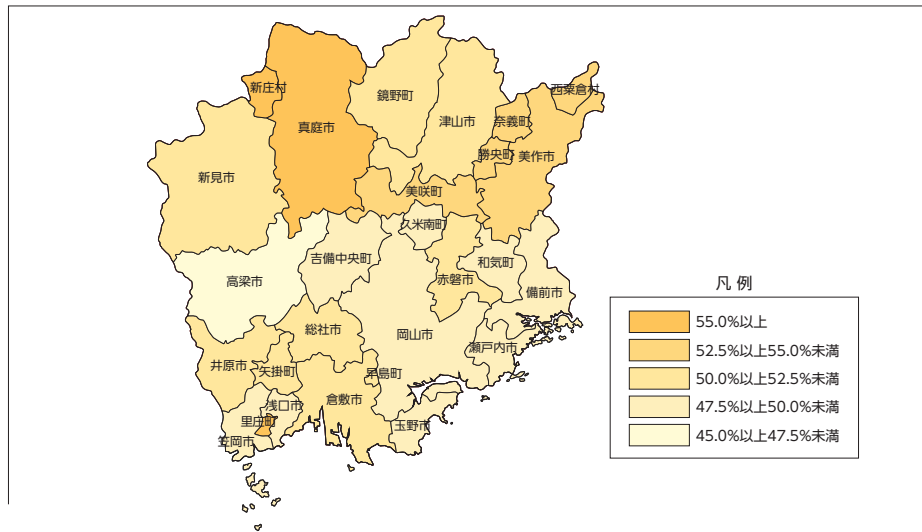 新庄村
真庭市
鏡野町
津山市
西粟倉村
奈義町
勝央町
美作市
新見市
美咲町
久米南町
吉備中央町
和気町
赤磐市
備前市
高梁市
総社市
岡山市
瀬戸内市
井原市
矢掛町
早島町
倉敷市
浅口市
里庄町
玉野市
笠岡市
凡 例
55.0%以上
52.5%以上55.0%未満
50.0%以上52.5%未満
47.5%以上50.0%未満
45.0%以上47.5%未満